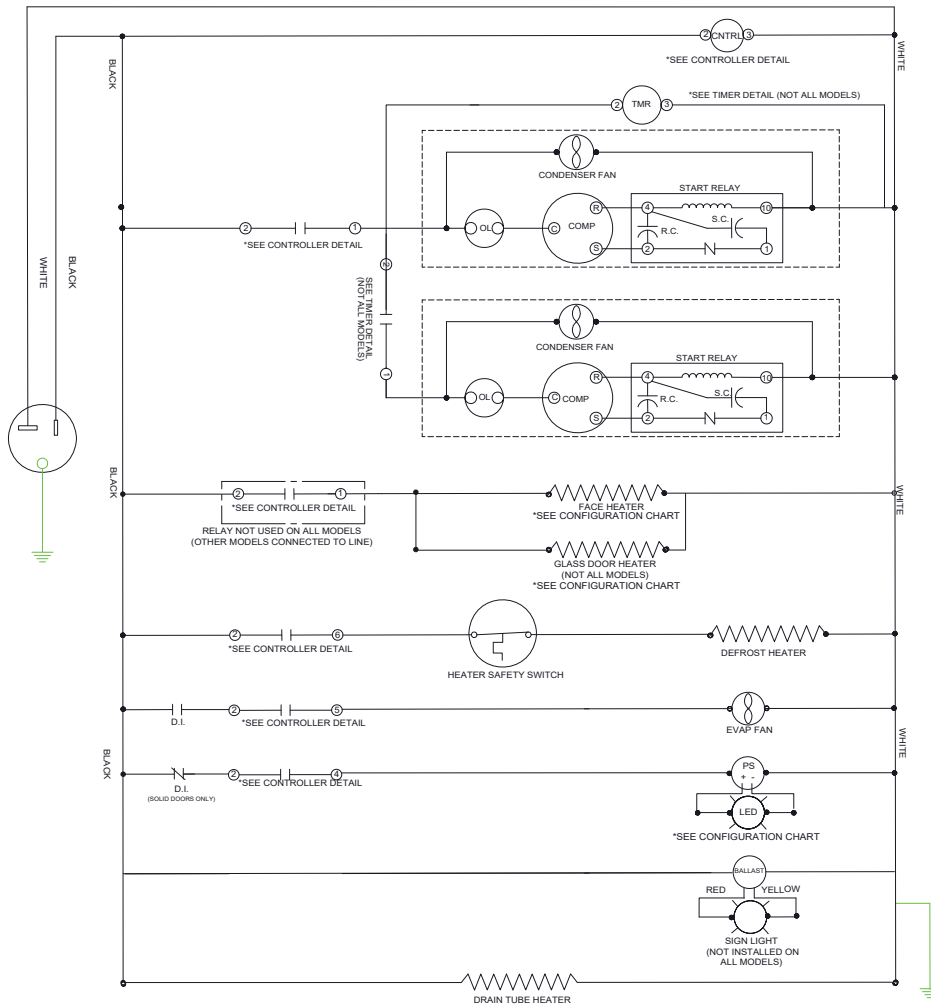 2 CNTRL 3
*SEE CONTROLLER DETAIL
BLACK
WHITE
2 TMR 3
*SEE TIMER DETAIL (NOT ALL MODELS)
CONDENSER FAN
START RELAY
R 4 10
2 1
*SEE CONTROLLER DETAIL
OL
C COMP
R.C.
S.C.
S 2 1
WHITE
BLACK
2
SEE TIMER DETAIL
(NOT ALL MODELS)
1
CONDENSER FAN
START RELAY
R 4 10
OL
C COMP
R.C.
S.C.
S 2 1
BLACK
WHITE
2 1
*SEE CONTROLLER DETAIL
RELAY NOT USED ON ALL MODELS
(OTHER MODELS CONNECTED TO LINE)
FACE HEATER
*SEE CONFIGURATION CHART
GLASS DOOR HEATER
(NOT ALL MODELS)
*SEE CONFIGURATION CHART
2 6
*SEE CONTROLLER DETAIL
HEATER SAFETY SWITCH
DEFROST HEATER
D.I.
2 5
*SEE CONTROLLER DETAIL
EVAP FAN
BLACK
WHITE
D.I.
(SOLID DOORS ONLY)
2 4
*SEE CONTROLLER DETAIL
PS
+ -
LED
*SEE CONFIGURATION CHART
BALLAST
RED YELLOW
SIGN LIGHT
(NOT INSTALLED ON
ALL MODELS)
DRAIN TUBE HEATER